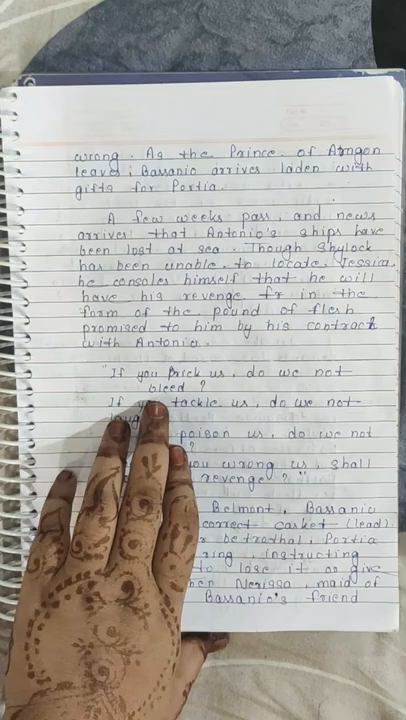 wrong. As the Prince of Arragon
leaves, Bassanio arrives laden with
gifts for Portia.
A few weeks pass, and news
arrives that Antonio's ships have
been lost at sea. Though Shylock
has been unable to locate Jessica,
he consoles himself that he will
have his revenge fr in the
form of the pound of flesh
promised to him by his contract
with Antonio.
"If you prick us, do we not
bleed?
If tackle us, do we not
poison us, do we not
?
you wrong us, shall
revenge?"
Belmont, Bassanio
correct casket (lead).
betrothal, Portia
ring, instructing
to lose it or give
Nerissa, maid of
Bassanio's friend